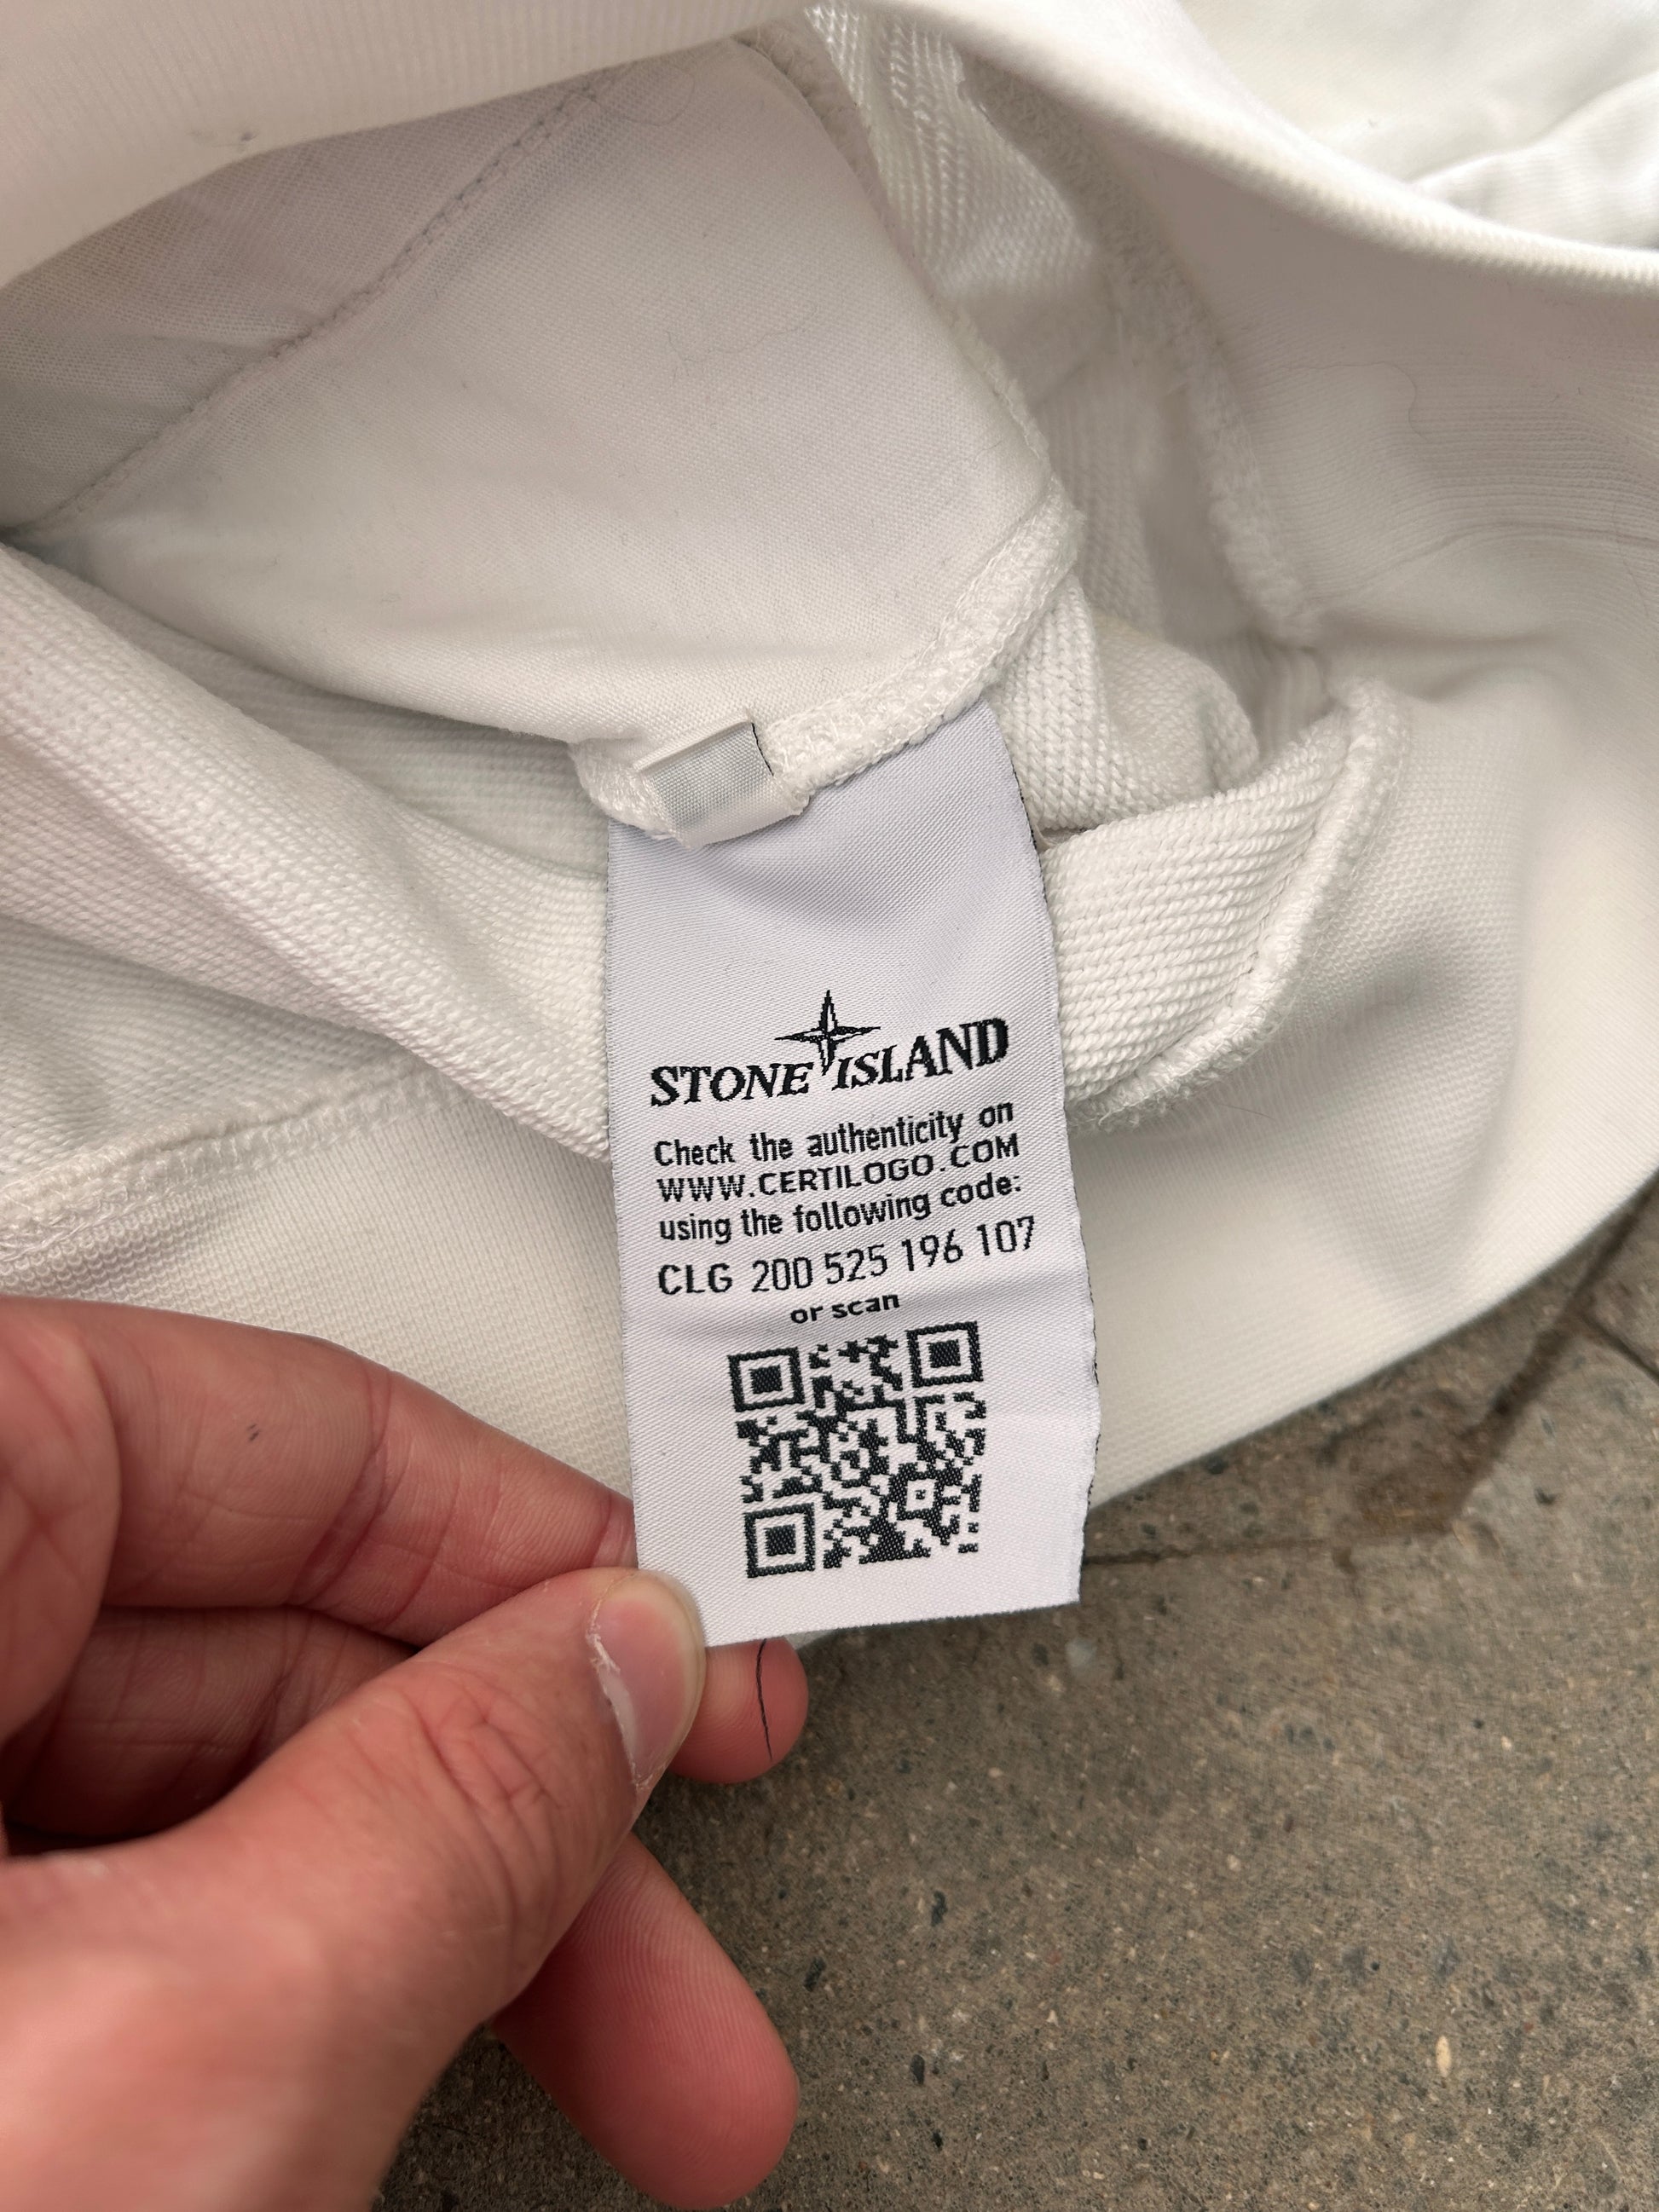 STONE ISLAND
Check the authenticity on
WWW.CERTILOGO.COM
using the following code:
CLG 200 525 196 107
or scan